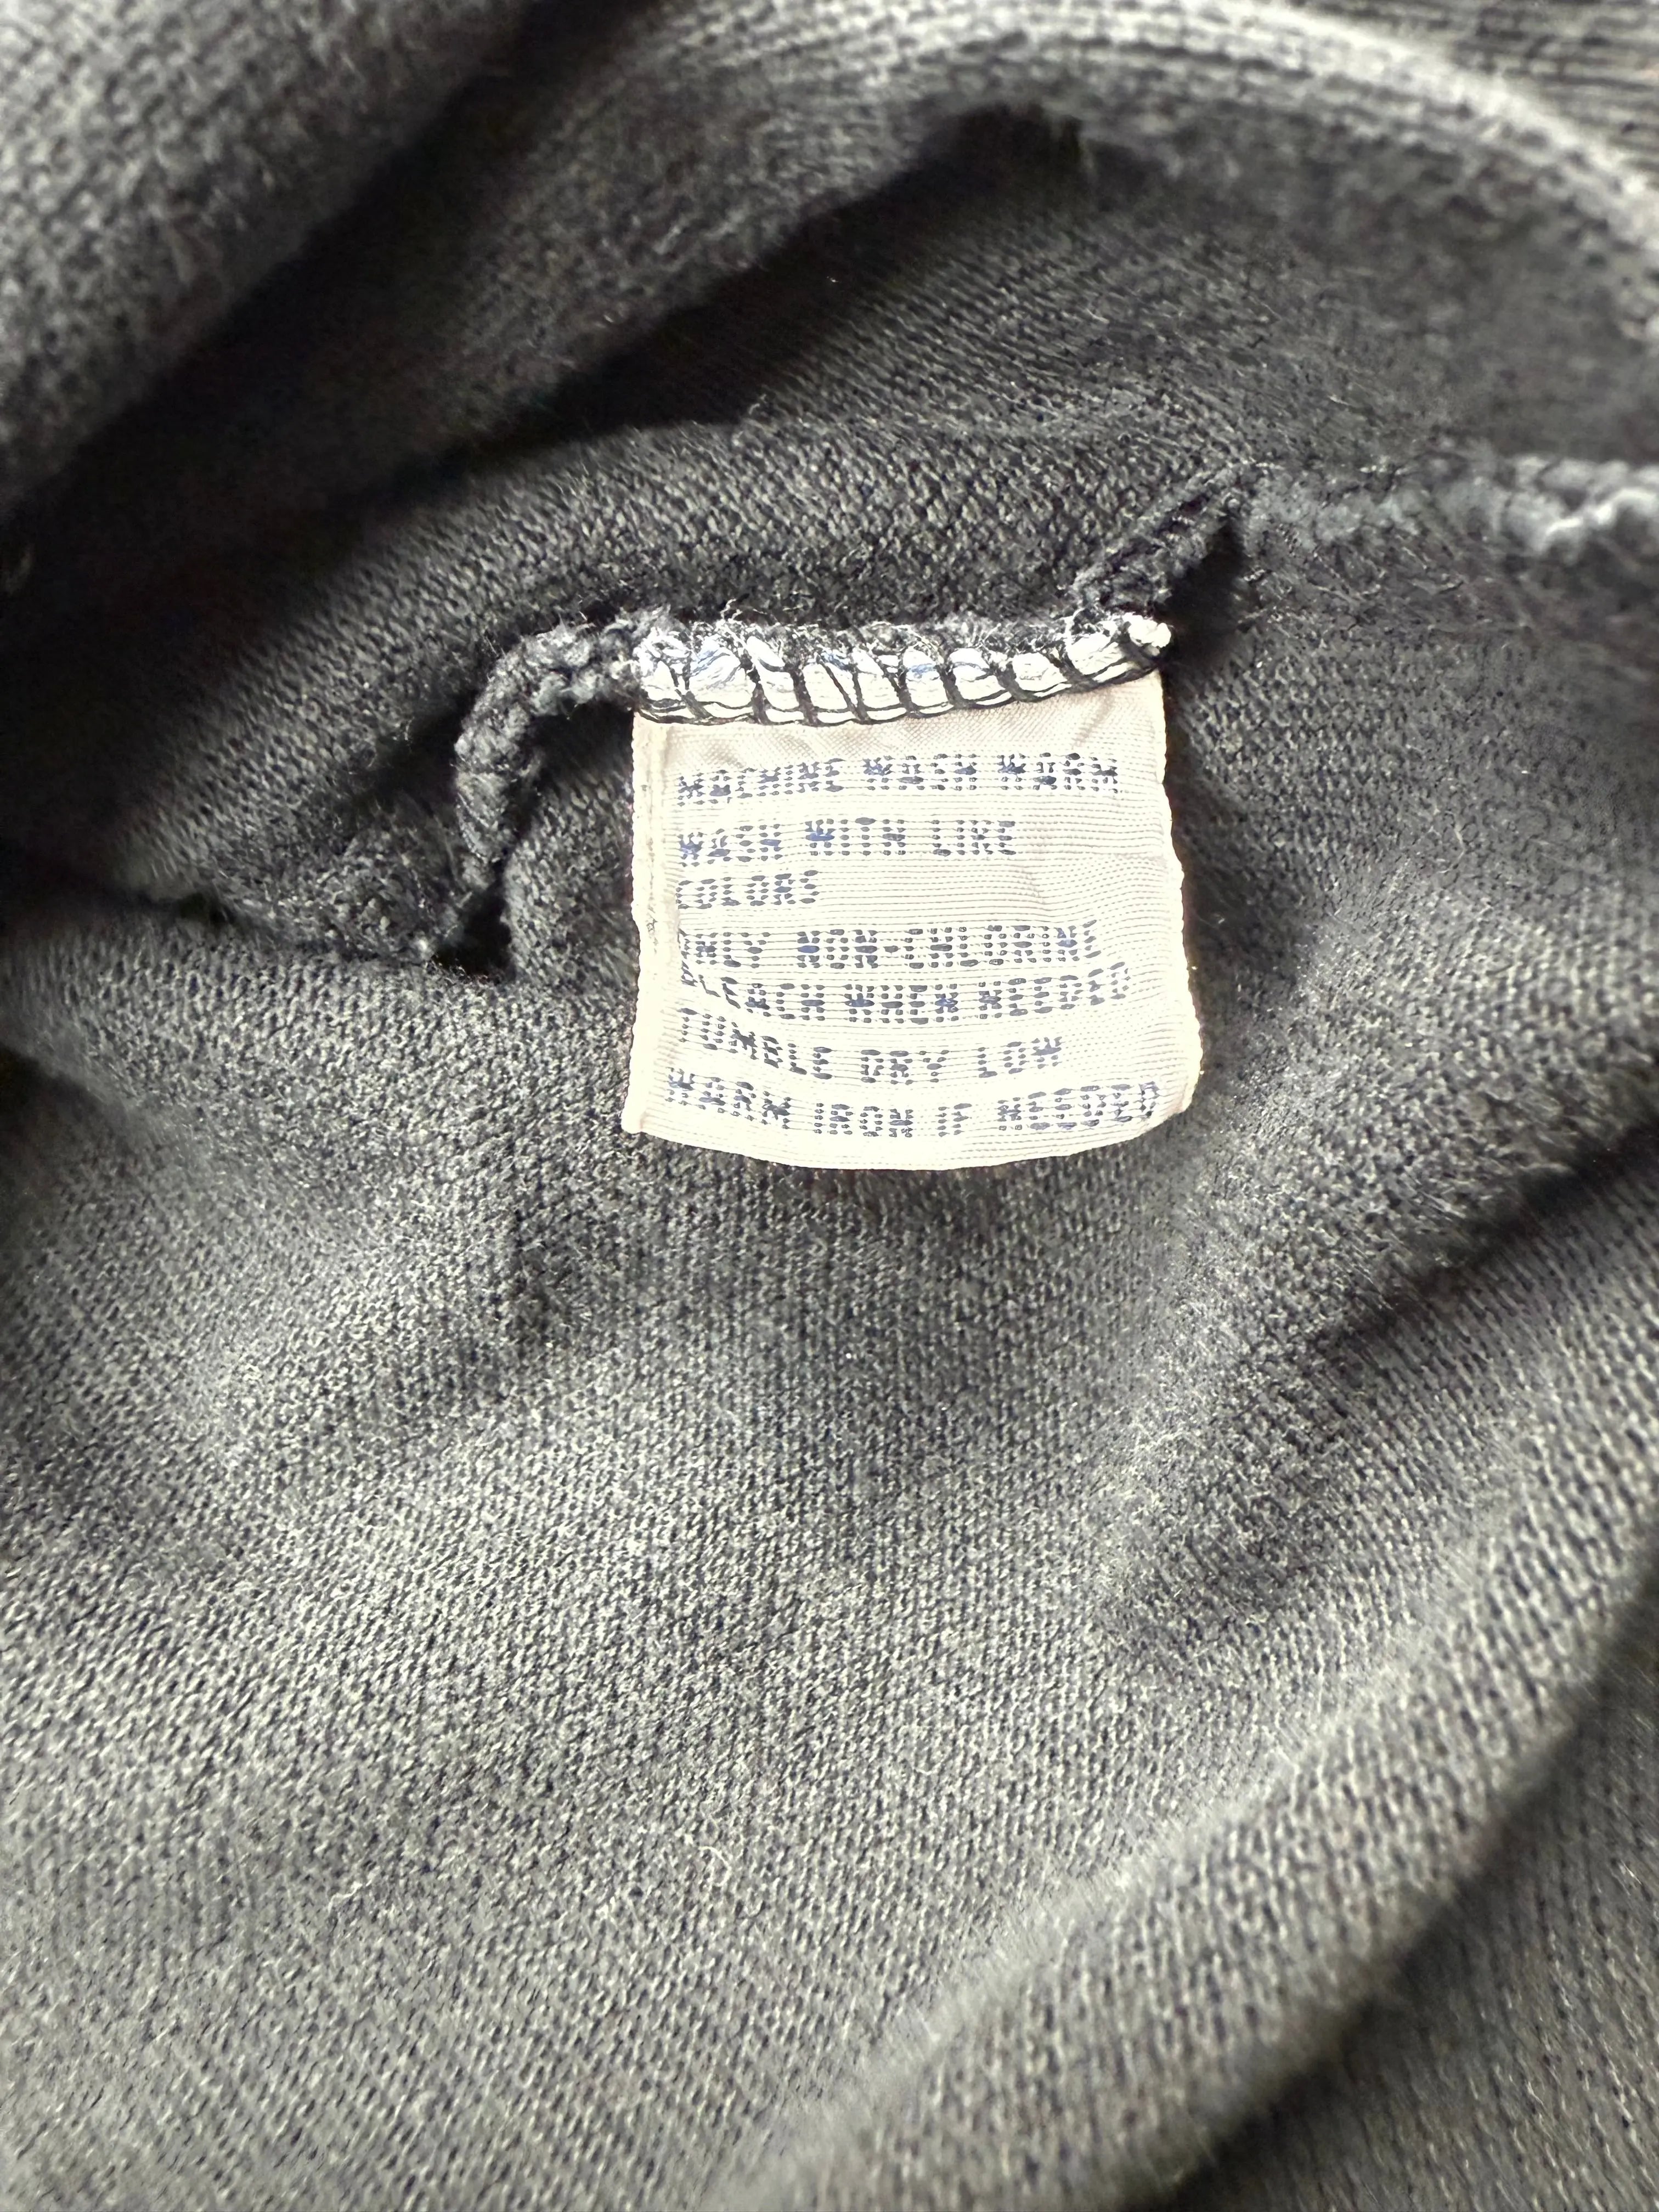 MACHINE WASH WARM
WASH WITH LIKE
COLORS
ONLY NON-CHLORINE
BLEACH WHEN NEEDED
TUMBLE DRY LOW
WARM IRON IF NEEDED